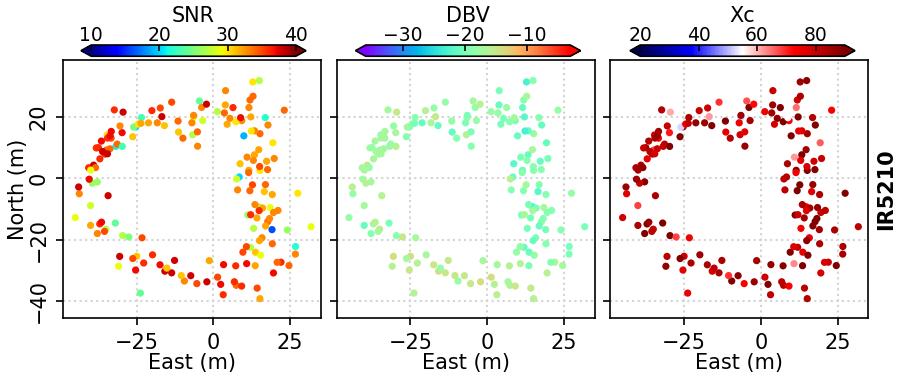 SNR DBV Xc
10 20 30 40 −30 −20 −10 20 40 60 80
20
0
−20
−40
North (m)
−25 0 25 −25 0 25 −25 0 25
East (m) East (m) East (m)
IR5210